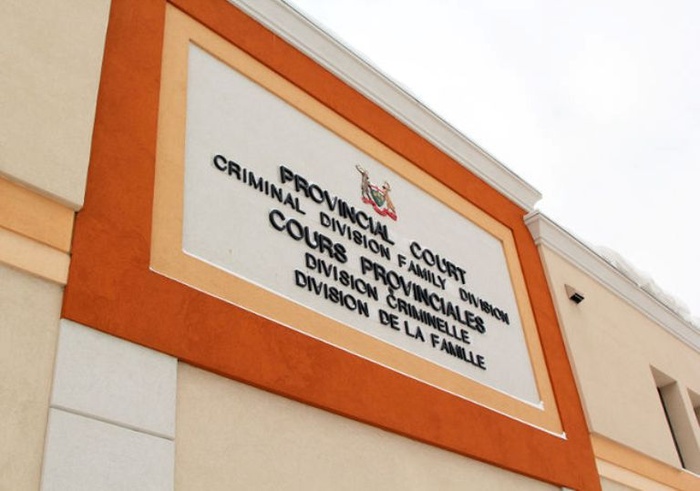 PROVINCIAL COURT
CRIMINAL DIVISION FAMILY DIVISION
COURS PROVINCIALES
DIVISION CRIMINELLE
DIVISION DE LA FAMILLE